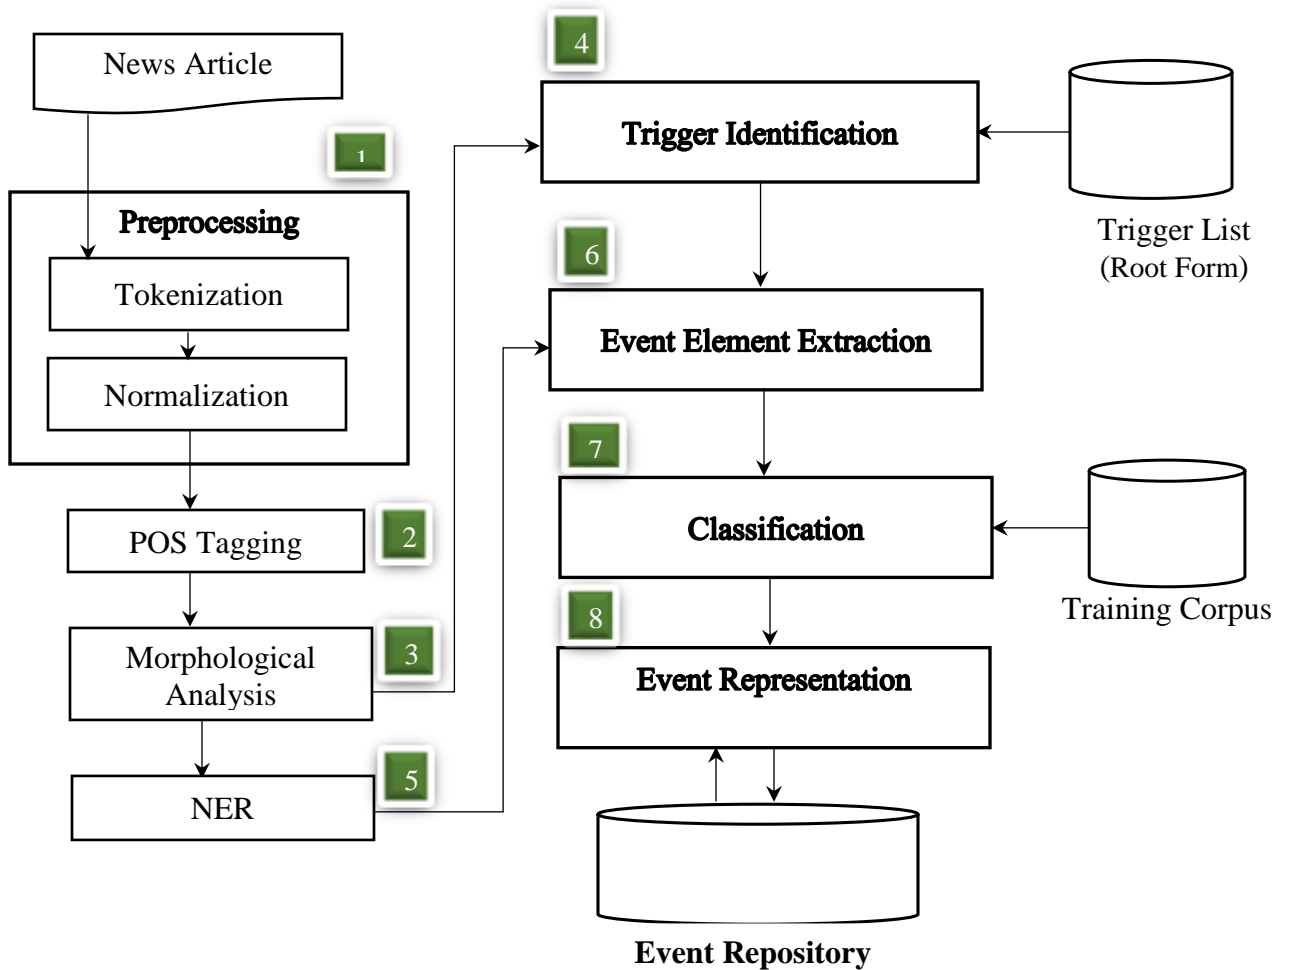 News Article
1
Preprocessing
Tokenization
Normalization
2
POS Tagging
3
Morphological
Analysis
5
NER
4
Trigger Identification
Trigger List
(Root Form)
6
Event Element Extraction
7
Classification
Training Corpus
8
Event Representation
Event Repository